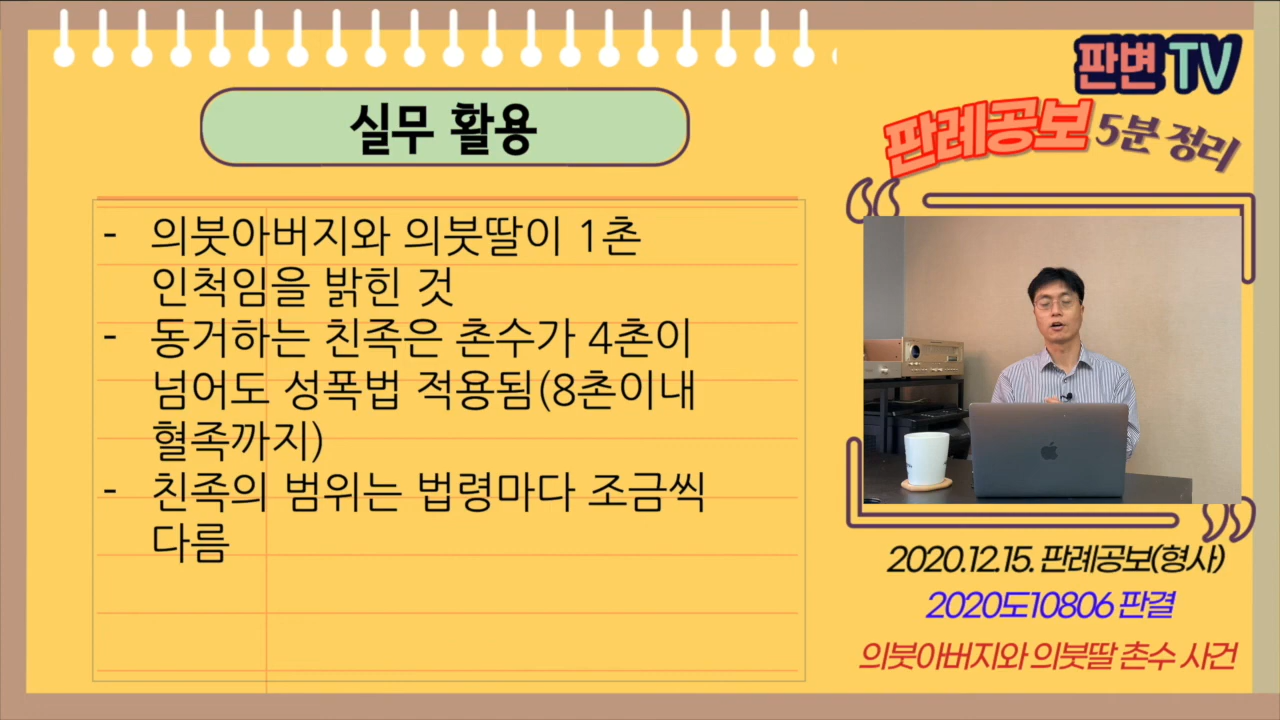 실무 활용
- 의붓아버지와 의붓딸이 1촌
인척임을 밝힌 것
- 동거하는 친족은 촌수가 4촌이
넘어도 성폭법 적용됨(8촌이내
혈족까지)
- 친족의 범위는 법령마다 조금씩
다름
판변 TV
판례공보 5분 정리
2020.12.15. 판례공보(형사)
2020도10806 판결
의붓아버지와 의붓딸 촌수 사건